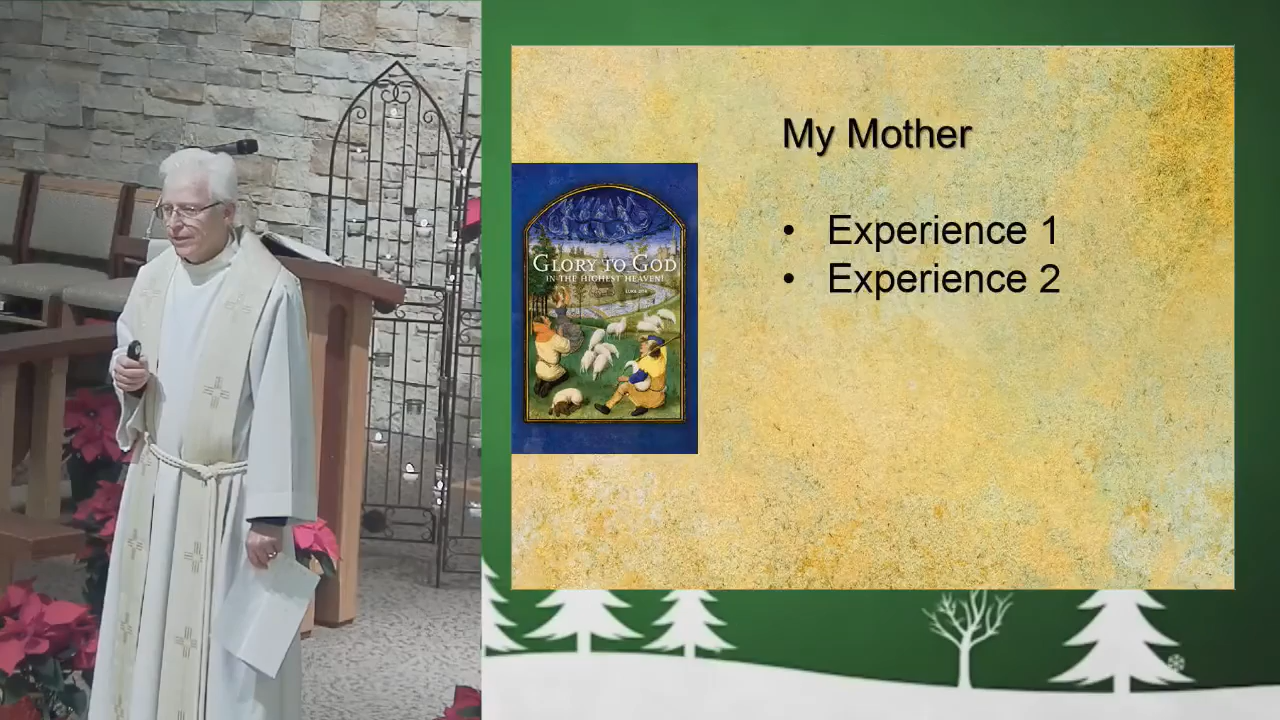 My Mother
• Experience 1
• Experience 2
GLORY TO GOD
IN THE HIGHEST HEAVEN!